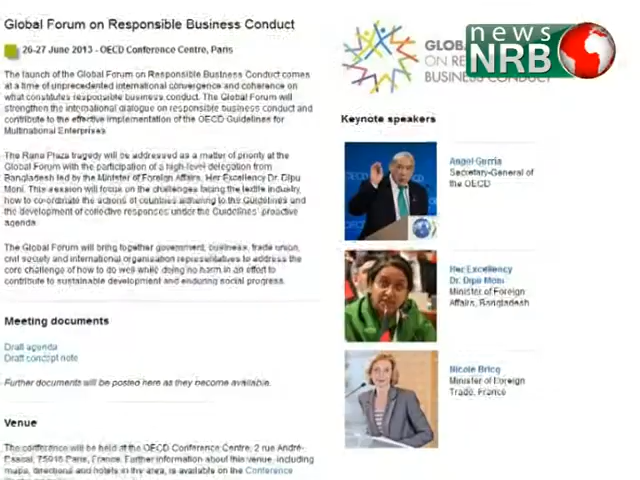 Global Forum on Responsible Business Conduct
26-27 June 2013 - OECD Conference Centre, Paris
The launch of the Global Forum on Responsible Business Conduct comes
at a time of unprecedented international convergence and coherence on
what constitutes responsible business conduct. The Global Forum will
strengthen the international dialogue on responsible business conduct and
contribute to the effective implementation of the OECD Guidelines for
Multinational Enterprises.
The Rana Plaza tragedy will be addressed as a matter of priority at the
Global Forum with the participation of a high-level delegation from
Bangladesh led by the Minister of Foreign Affairs, Her Excellency Dr. Dipu
Moni. This session will focus on the challenges facing the textile industry,
how to co-ordinate the actions of countries adhering to the Guidelines and
the development of collective responses under the Guidelines' proactive
agenda.
The Global Forum will bring together government, business, trade union,
civil society and international organisation representatives to address the
core challenge of how to do well while doing no harm in an effort to
contribute to sustainable development and enduring social progress.
Meeting documents
Draft agenda
Draft concept note
Further documents will be posted here as they become available.
Venue
The conference will be held at the OECD Conference Centre, 2 rue André-
Pascal, 75016 Paris, France. Further information about this venue, including
maps, directions and hotels in the area, is available on the Conference
GLOBAL
ON RE
BUSINESS CONDUCT
news
NRB
Keynote speakers
Angel Gurría
Secretary-General of
the OECD
Her Excellency
Dr. Dipu Moni
Minister of Foreign
Affairs, Bangladesh
Nicole Bricq
Minister of Foreign
Trade, France